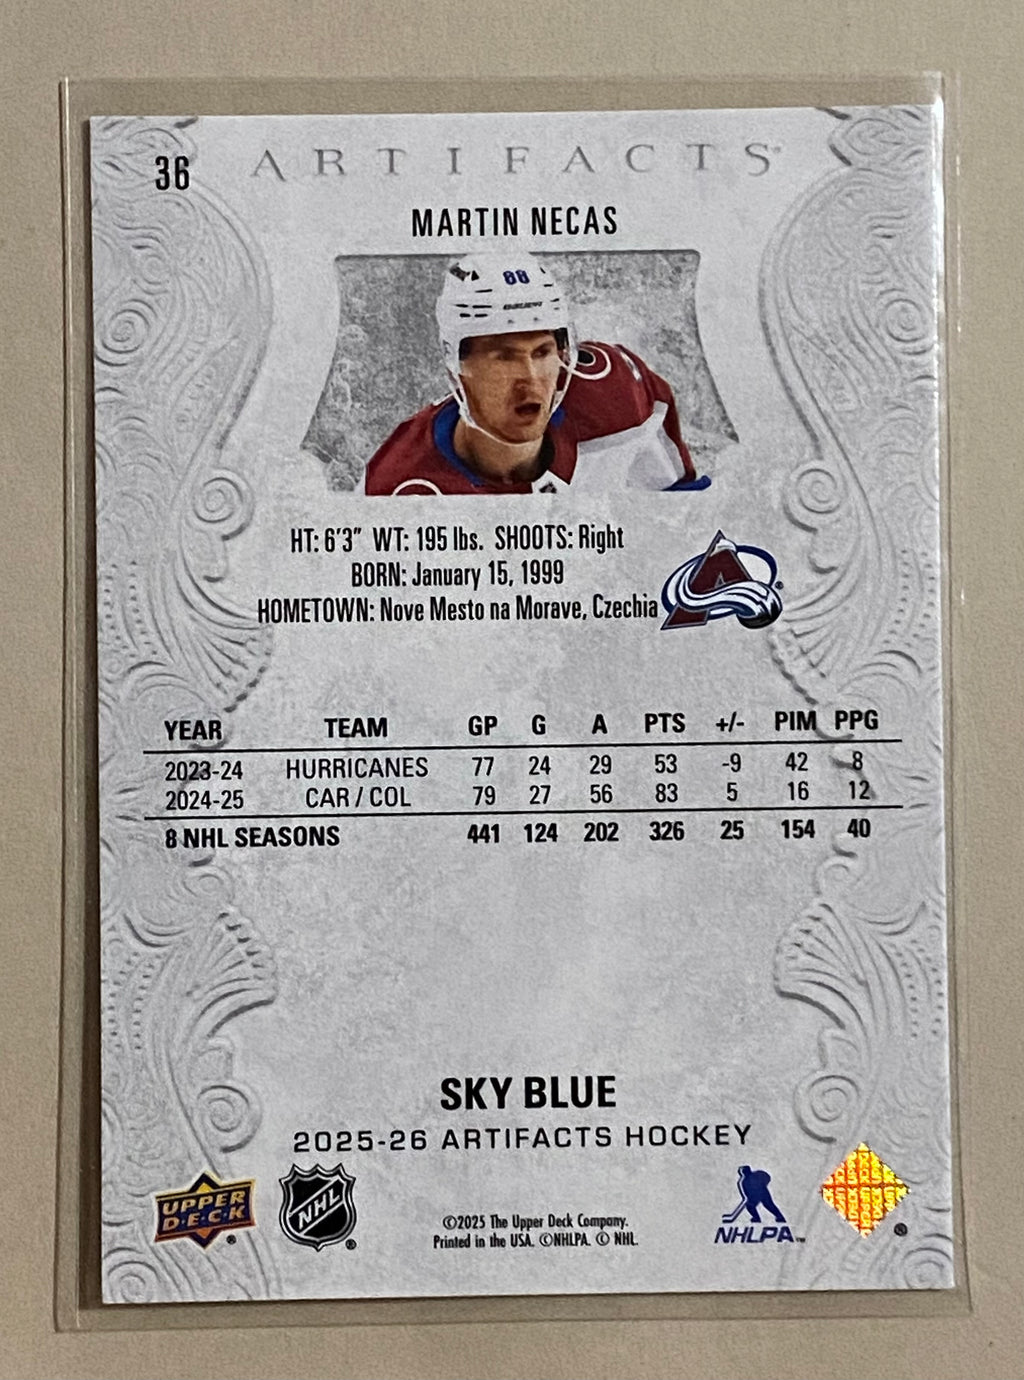 36
ARTIFACTS
MARTIN NECAS
88
BAUER
HT: 6'3" WT: 195 lbs. SHOOTS: Right
BORN: January 15, 1999
HOMETOWN: Nove Mesto na Morave, Czechia
YEAR TEAM GP G A PTS +/- PIM PPG
2023-24 HURRICANES 77 24 29 53 -9 42 8
2024-25 CAR / COL 79 27 56 83 5 16 12
8 NHL SEASONS 441 124 202 326 25 154 40
SKY BLUE
2025-26 ARTIFACTS HOCKEY
UPPER
D·E·C·K
NHL
©2025 The Upper Deck Company.
Printed in the USA. ©NHLPA. © NHL.
NHLPA